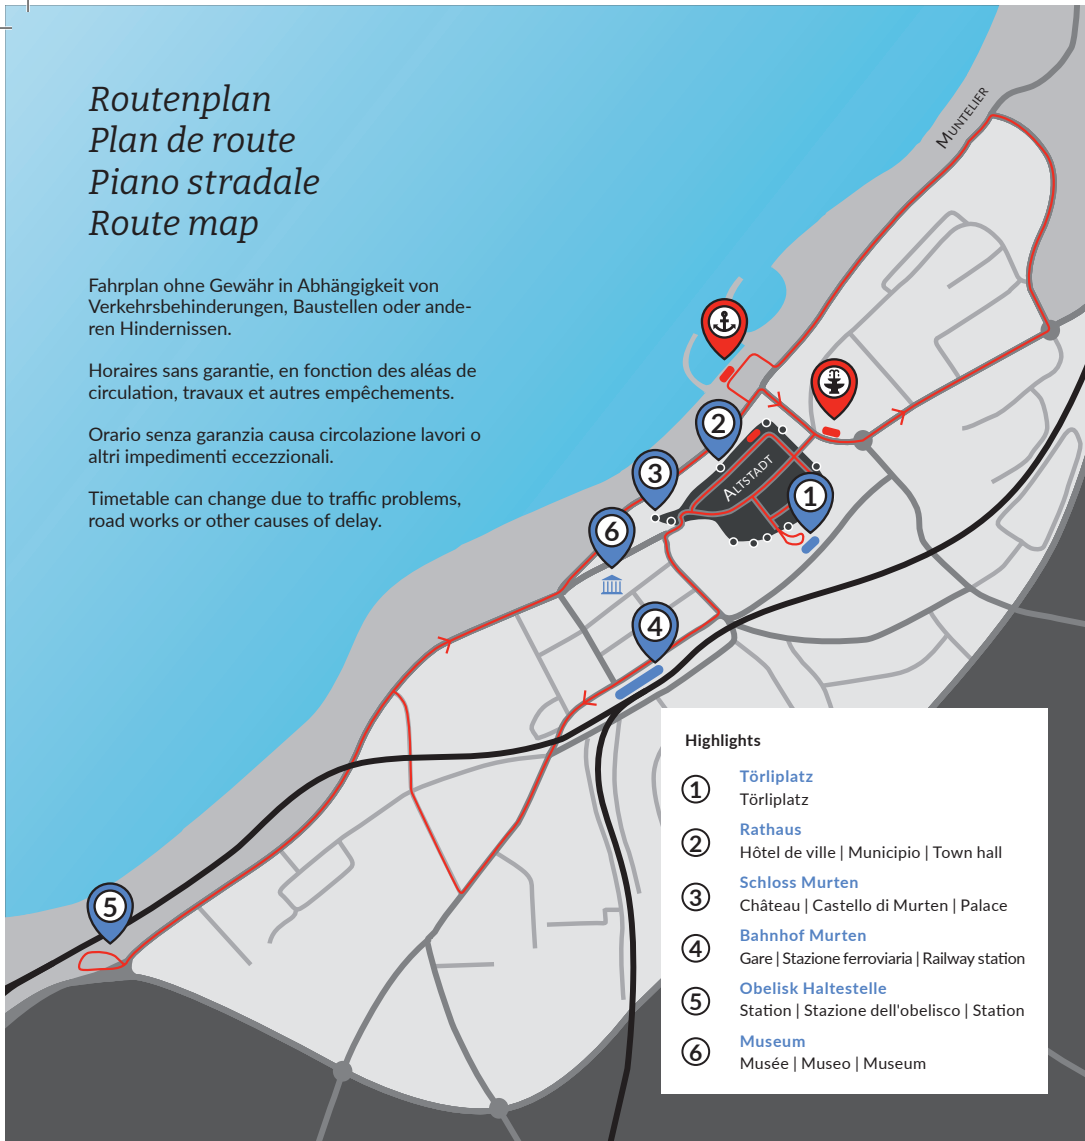 Routenplan
Plan de route
Piano stradale
Route map
Fahrplan ohne Gewähr in Abhängigkeit von
Verkehrsbehinderungen, Baustellen oder ande-
ren Hindernissen.
Horaires sans garantie, en fonction des aléas de
circulation, travaux et autres empêchements.
Orario senza garanzia causa circolazione lavori o
altri impedimenti eccezzionali.
Timetable can change due to traffic problems,
road works or other causes of delay.
MUNTELIER
2
3
ALTSTADT
1
6
4
5
Highlights
1
Törliplatz
Törliplatz
2
Rathaus
Hôtel de ville | Municipio | Town hall
3
Schloss Murten
Château | Castello di Murten | Palace
4
Bahnhof Murten
Gare | Stazione ferroviaria | Railway station
5
Obelisk Haltestelle
Station | Stazione dell'obelisco | Station
6
Museum
Musée | Museo | Museum